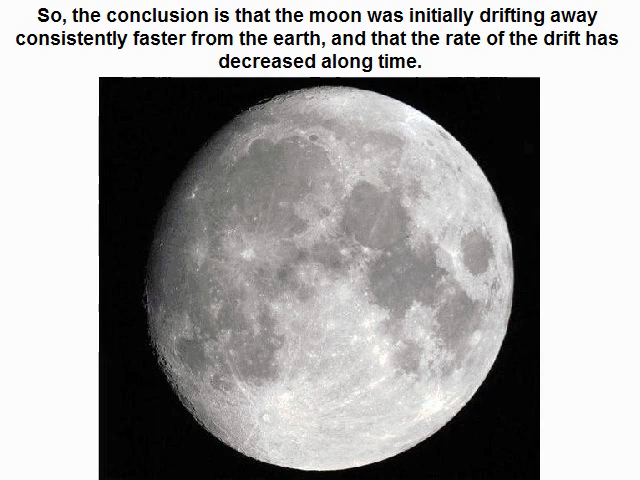 So, the conclusion is that the moon was initially drifting away
consistently faster from the earth, and that the rate of the drift has
decreased along time.